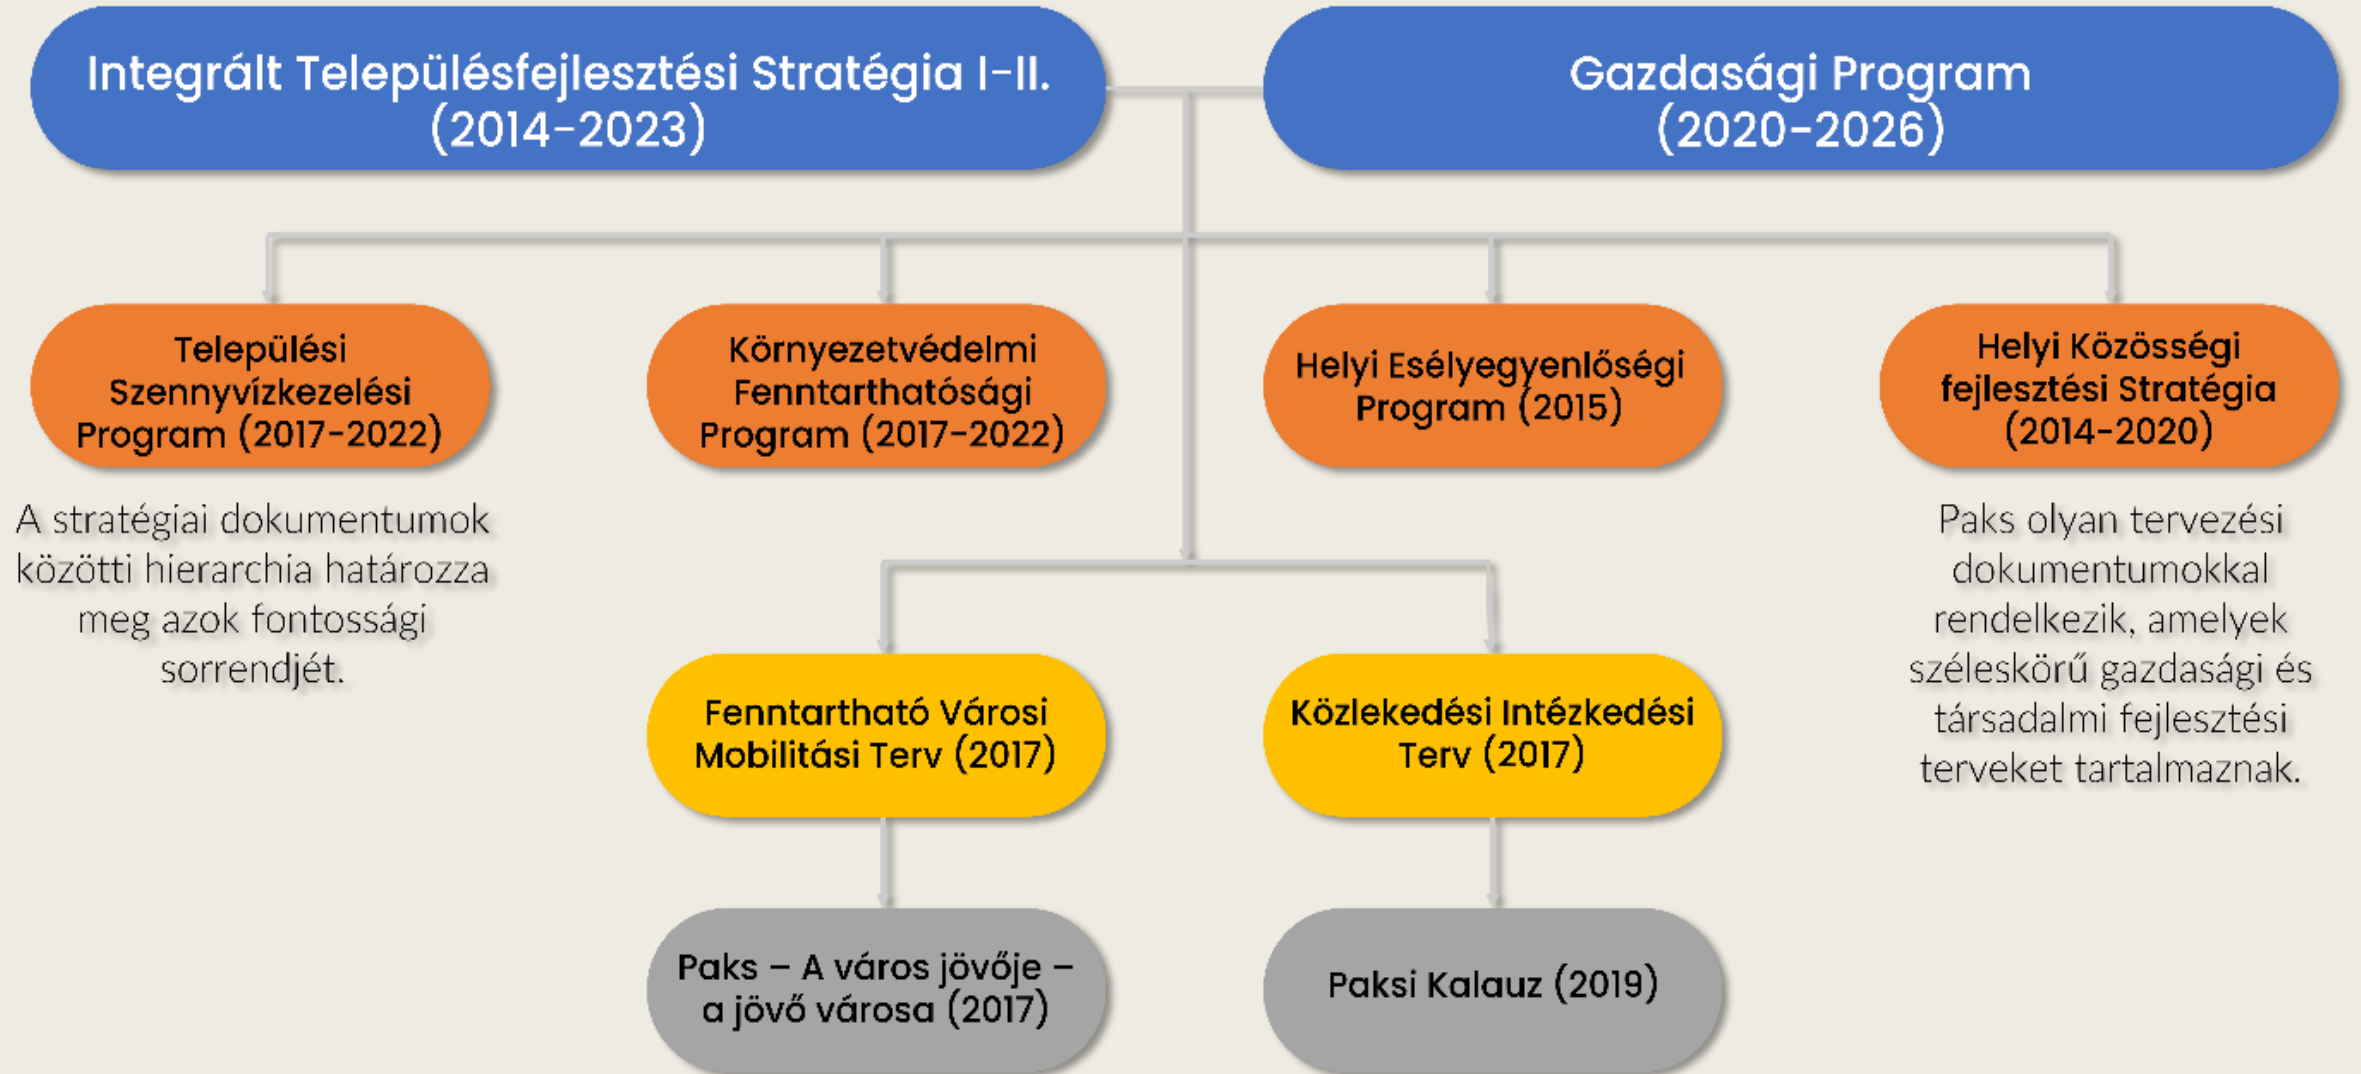 Integrált Településfejlesztési Stratégia I-II.
(2014-2023)
Gazdasági Program
(2020-2026)
Települési
Szennyvízkezelési
Program (2017-2022)
Környezetvédelmi
Fenntarthatósági
Program (2017-2022)
Helyi Esélyegyenlőségi
Program (2015)
Helyi Közösségi
fejlesztési Stratégia
(2014-2020)
A stratégiai dokumentumok
közötti hierarchia határozza
meg azok fontossági
sorrendjét.
Paks olyan tervezési
dokumentumokkal
rendelkezik, amelyek
széleskörű gazdasági és
társadalmi fejlesztési
terveket tartalmaznak.
Fenntartható Városi
Mobilitási Terv (2017)
Közlekedési Intézkedési
Terv (2017)
Paks – A város jövője –
a jövő városa (2017)
Paksi Kalauz (2019)